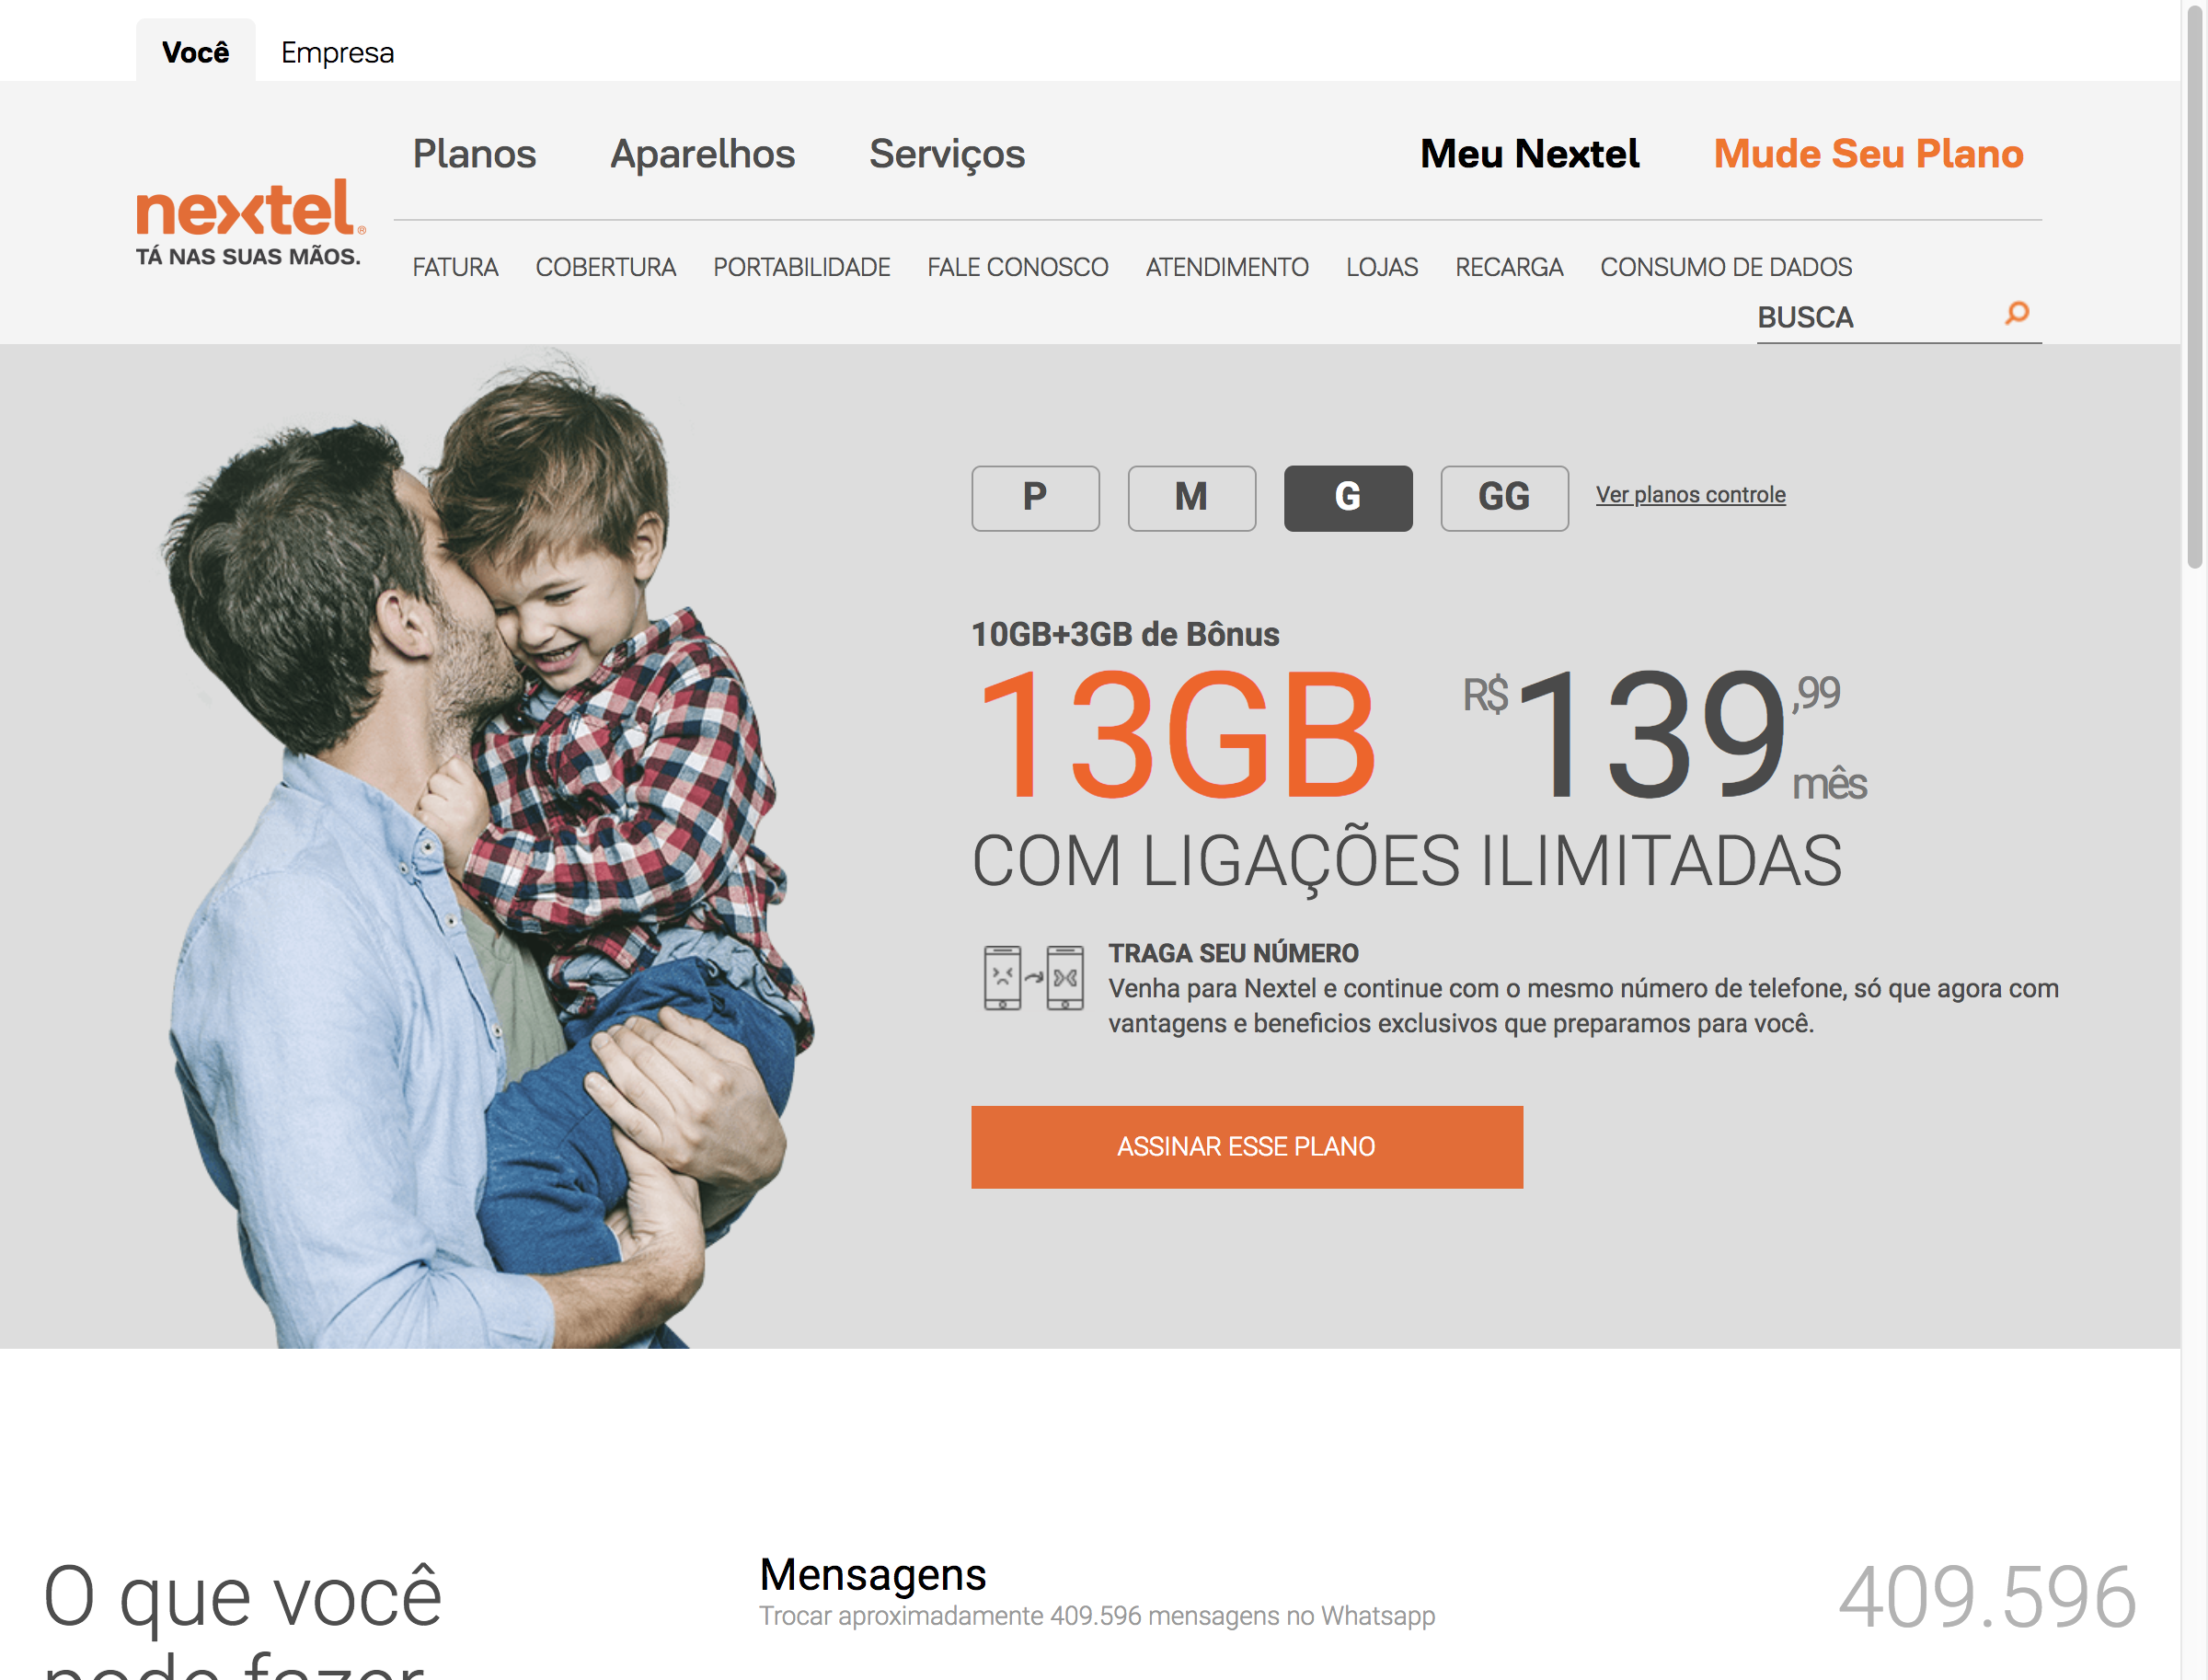 Você Empresa
Planos Aparelhos Serviços Meu Nextel Mude Seu Plano
nextel®
TÁ NAS SUAS MÃOS.
FATURA COBERTURA PORTABILIDADE FALE CONOSCO ATENDIMENTO LOJAS RECARGA CONSUMO DE DADOS
BUSCA
P M G GG Ver planos controle
10GB+3GB de Bônus
13GB R$139,99 mês
COM LIGAÇÕES ILIMITADAS
TRAGA SEU NÚMERO
Venha para Nextel e continue com o mesmo número de telefone, só que agora com
vantagens e beneficios exclusivos que preparamos para você.
ASSINAR ESSE PLANO
O que você
pode fazer
Mensagens
Trocar aproximadamente 409.596 mensagens no Whatsapp
409.596